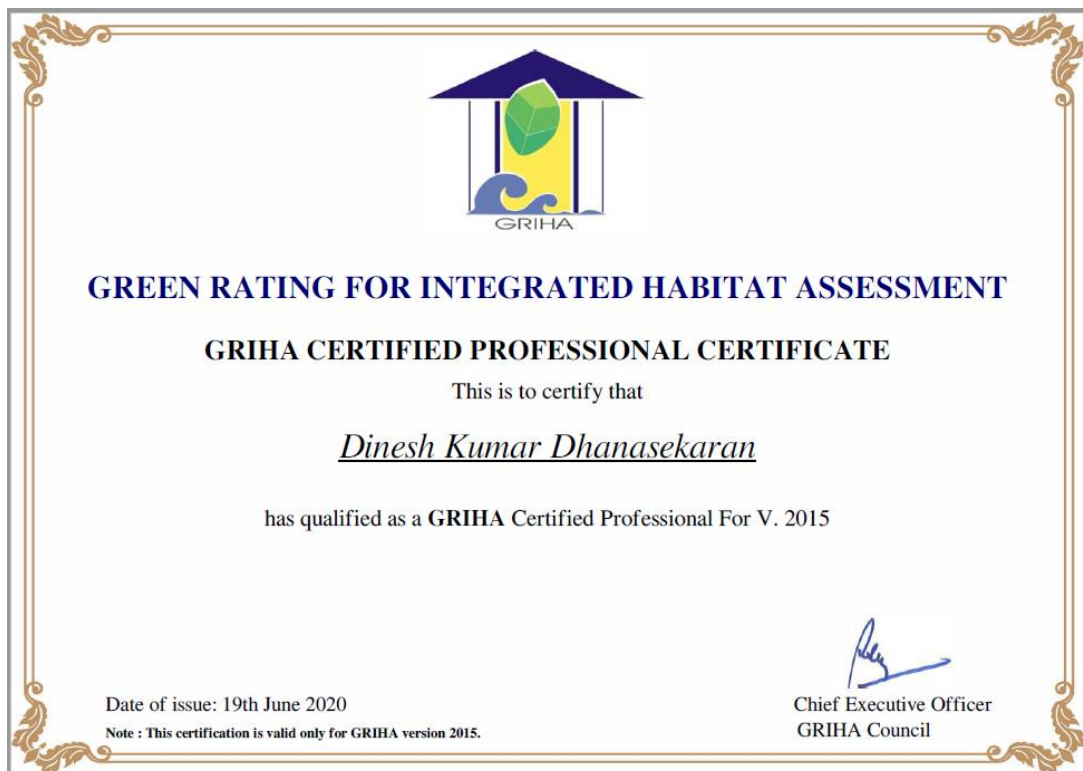 GRIHA
GREEN RATING FOR INTEGRATED HABITAT ASSESSMENT
GRIHA CERTIFIED PROFESSIONAL CERTIFICATE
This is to certify that
Dinesh Kumar Dhanasekaran
has qualified as a GRIHA Certified Professional For V. 2015
Date of issue: 19th June 2020
Note : This certification is valid only for GRIHA version 2015.
Chief Executive Officer
GRIHA Council